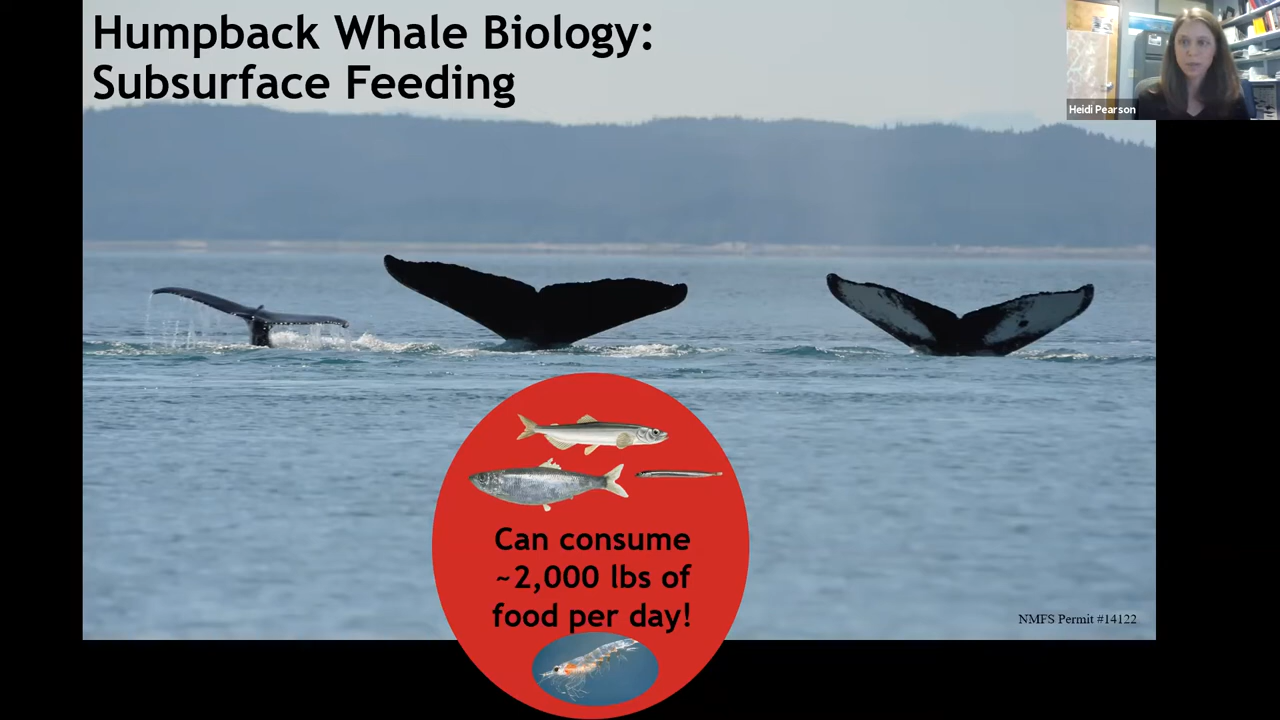 Humpback Whale Biology:
Subsurface Feeding
Heidi Pearson
Can consume
~2,000 lbs of
food per day!
NMFS Permit #14122